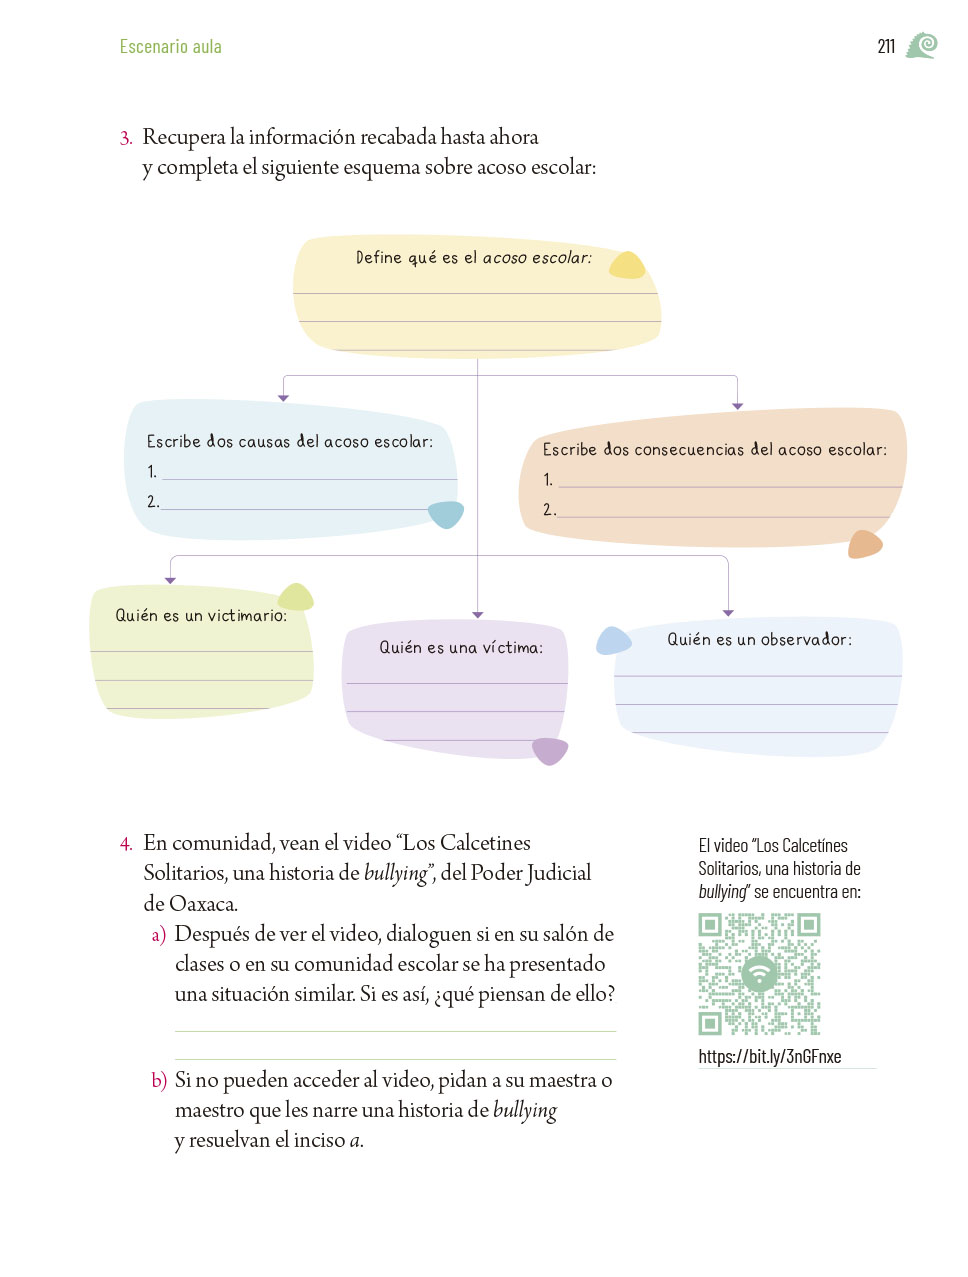 Escenario aula
211
3. Recupera la información recabada hasta ahora
y completa el siguiente esquema sobre acoso escolar:
Define qué es el acoso escolar:
Escribe dos causas del acoso escolar:
1.
2.
Escribe dos consecuencias del acoso escolar:
1.
2.
Quién es un victimario:
Quién es una víctima:
Quién es un observador:
4. En comunidad, vean el video “Los Calcetines
Solitarios, una historia de bullying”, del Poder Judicial
de Oaxaca.
a) Después de ver el video, dialoguen si en su salón de
clases o en su comunidad escolar se ha presentado
una situación similar. Si es así, ¿qué piensan de ello?
b) Si no pueden acceder al video, pidan a su maestra o
maestro que les narre una historia de bullying
y resuelvan el inciso a.
El video “Los Calcetínes
Solitarios, una historia de
bullying” se encuentra en:
https://bit.ly/3nGFnxe